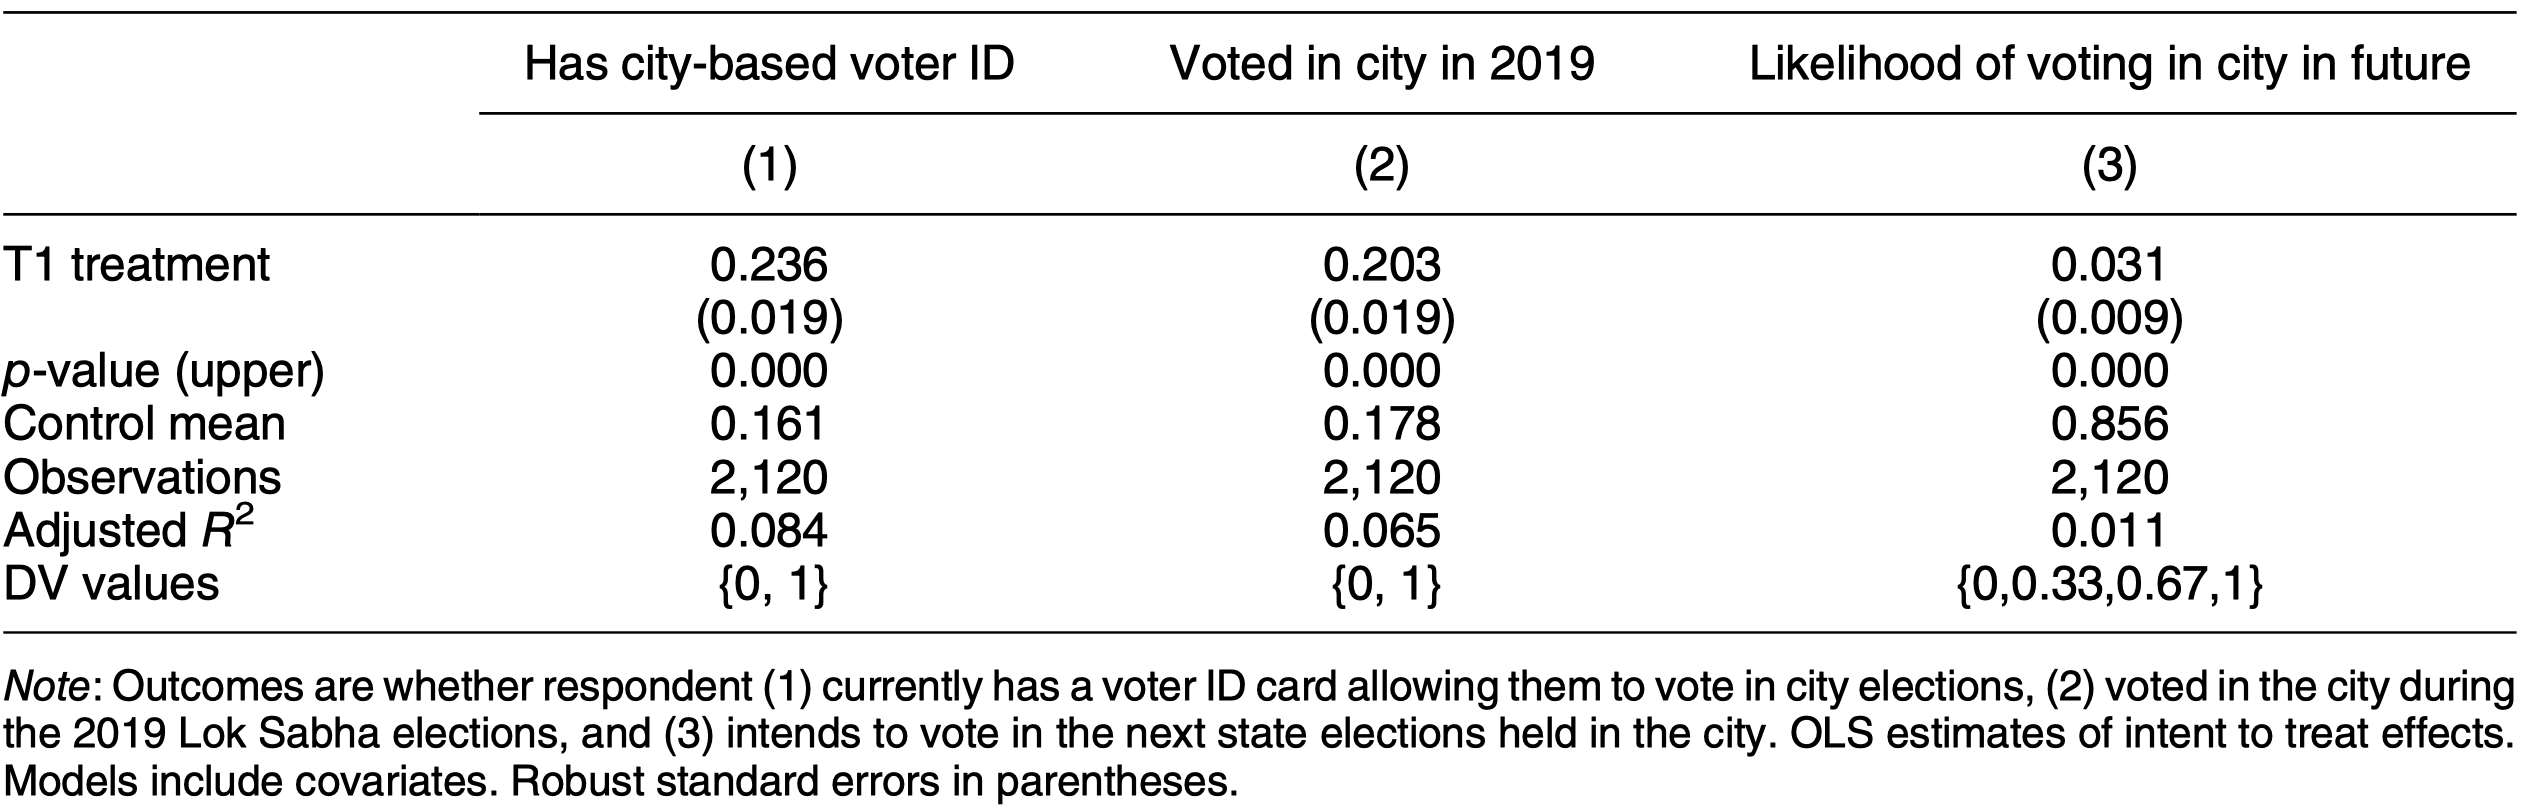 Has city-based voter ID Voted in city in 2019 Likelihood of voting in city in future
(1) (2) (3)
T1 treatment 0.236 0.203 0.031
(0.019) (0.019) (0.009)
p-value (upper) 0.000 0.000 0.000
Control mean 0.161 0.178 0.856
Observations 2,120 2,120 2,120
Adjusted R² 0.084 0.065 0.011
DV values {0, 1} {0, 1} {0,0.33,0.67,1}
Note: Outcomes are whether respondent (1) currently has a voter ID card allowing them to vote in city elections, (2) voted in the city during
the 2019 Lok Sabha elections, and (3) intends to vote in the next state elections held in the city. OLS estimates of intent to treat effects.
Models include covariates. Robust standard errors in parentheses.